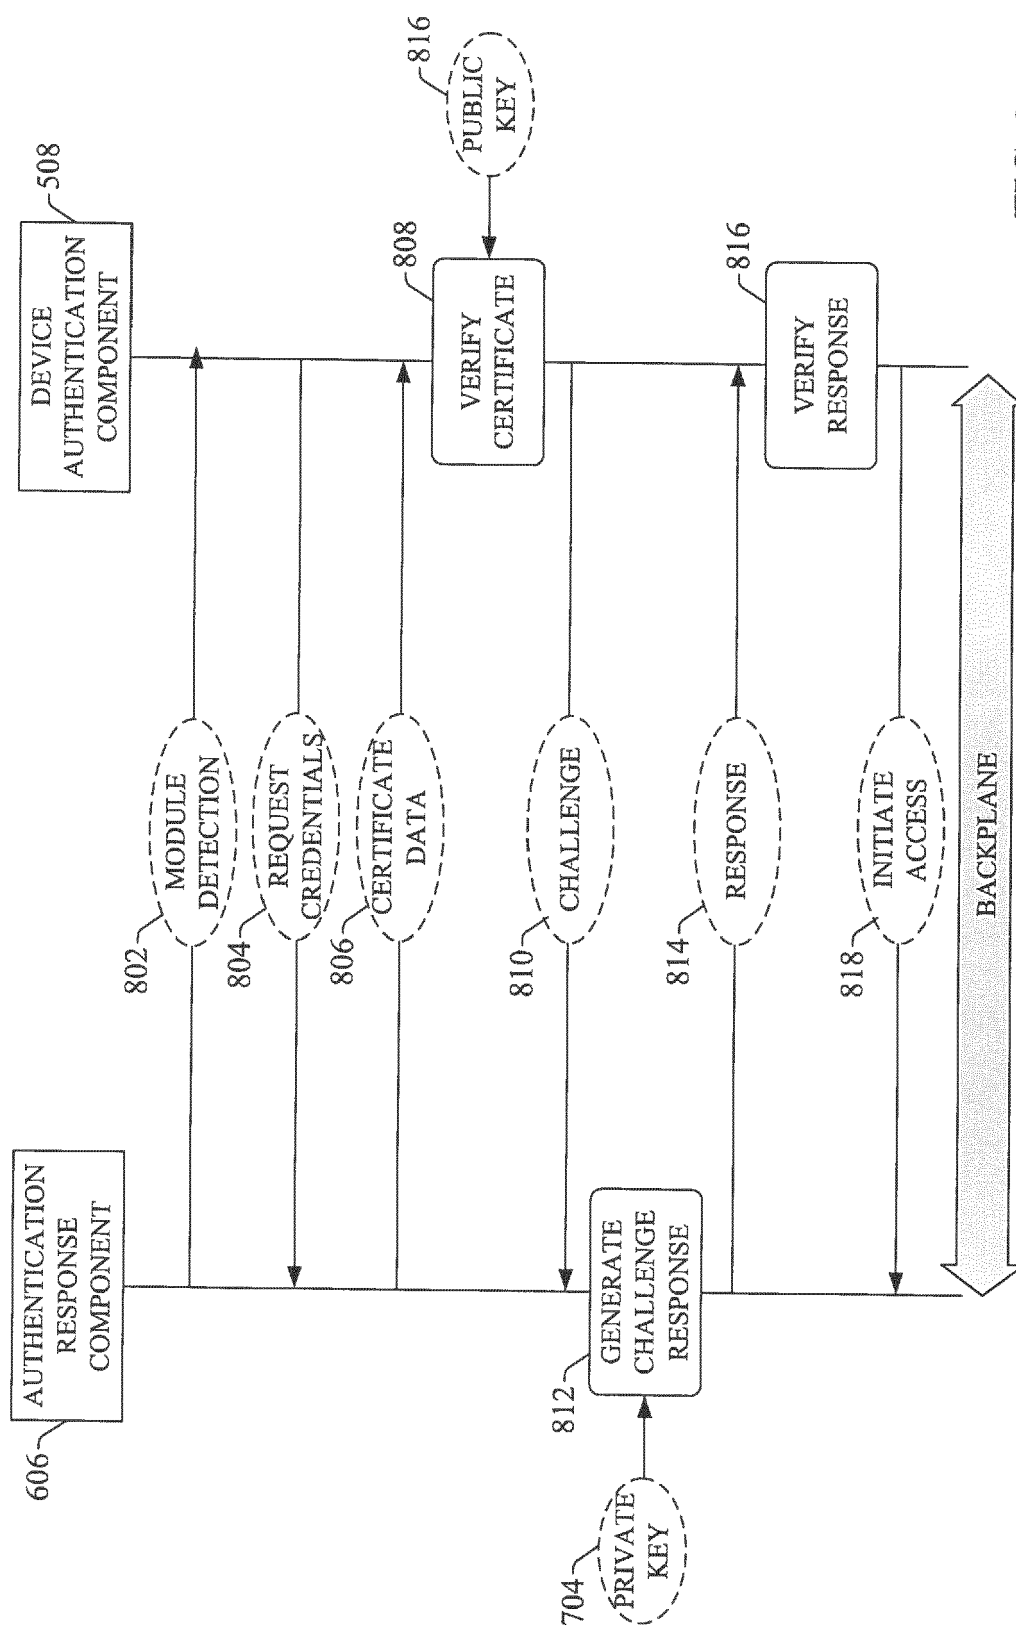 606
AUTHENTICATION
RESPONSE
COMPONENT
DEVICE
AUTHENTICATION
COMPONENT
508
802
MODULE
DETECTION
804
REQUEST
CREDENTIALS
806
CERTIFICATE
DATA
VERIFY
CERTIFICATE
808
PUBLIC
KEY
816
810
CHALLENGE
704
PRIVATE
KEY
812
GENERATE
CHALLENGE
RESPONSE
814
RESPONSE
VERIFY
RESPONSE
816
818
INITIATE
ACCESS
BACKPLANE